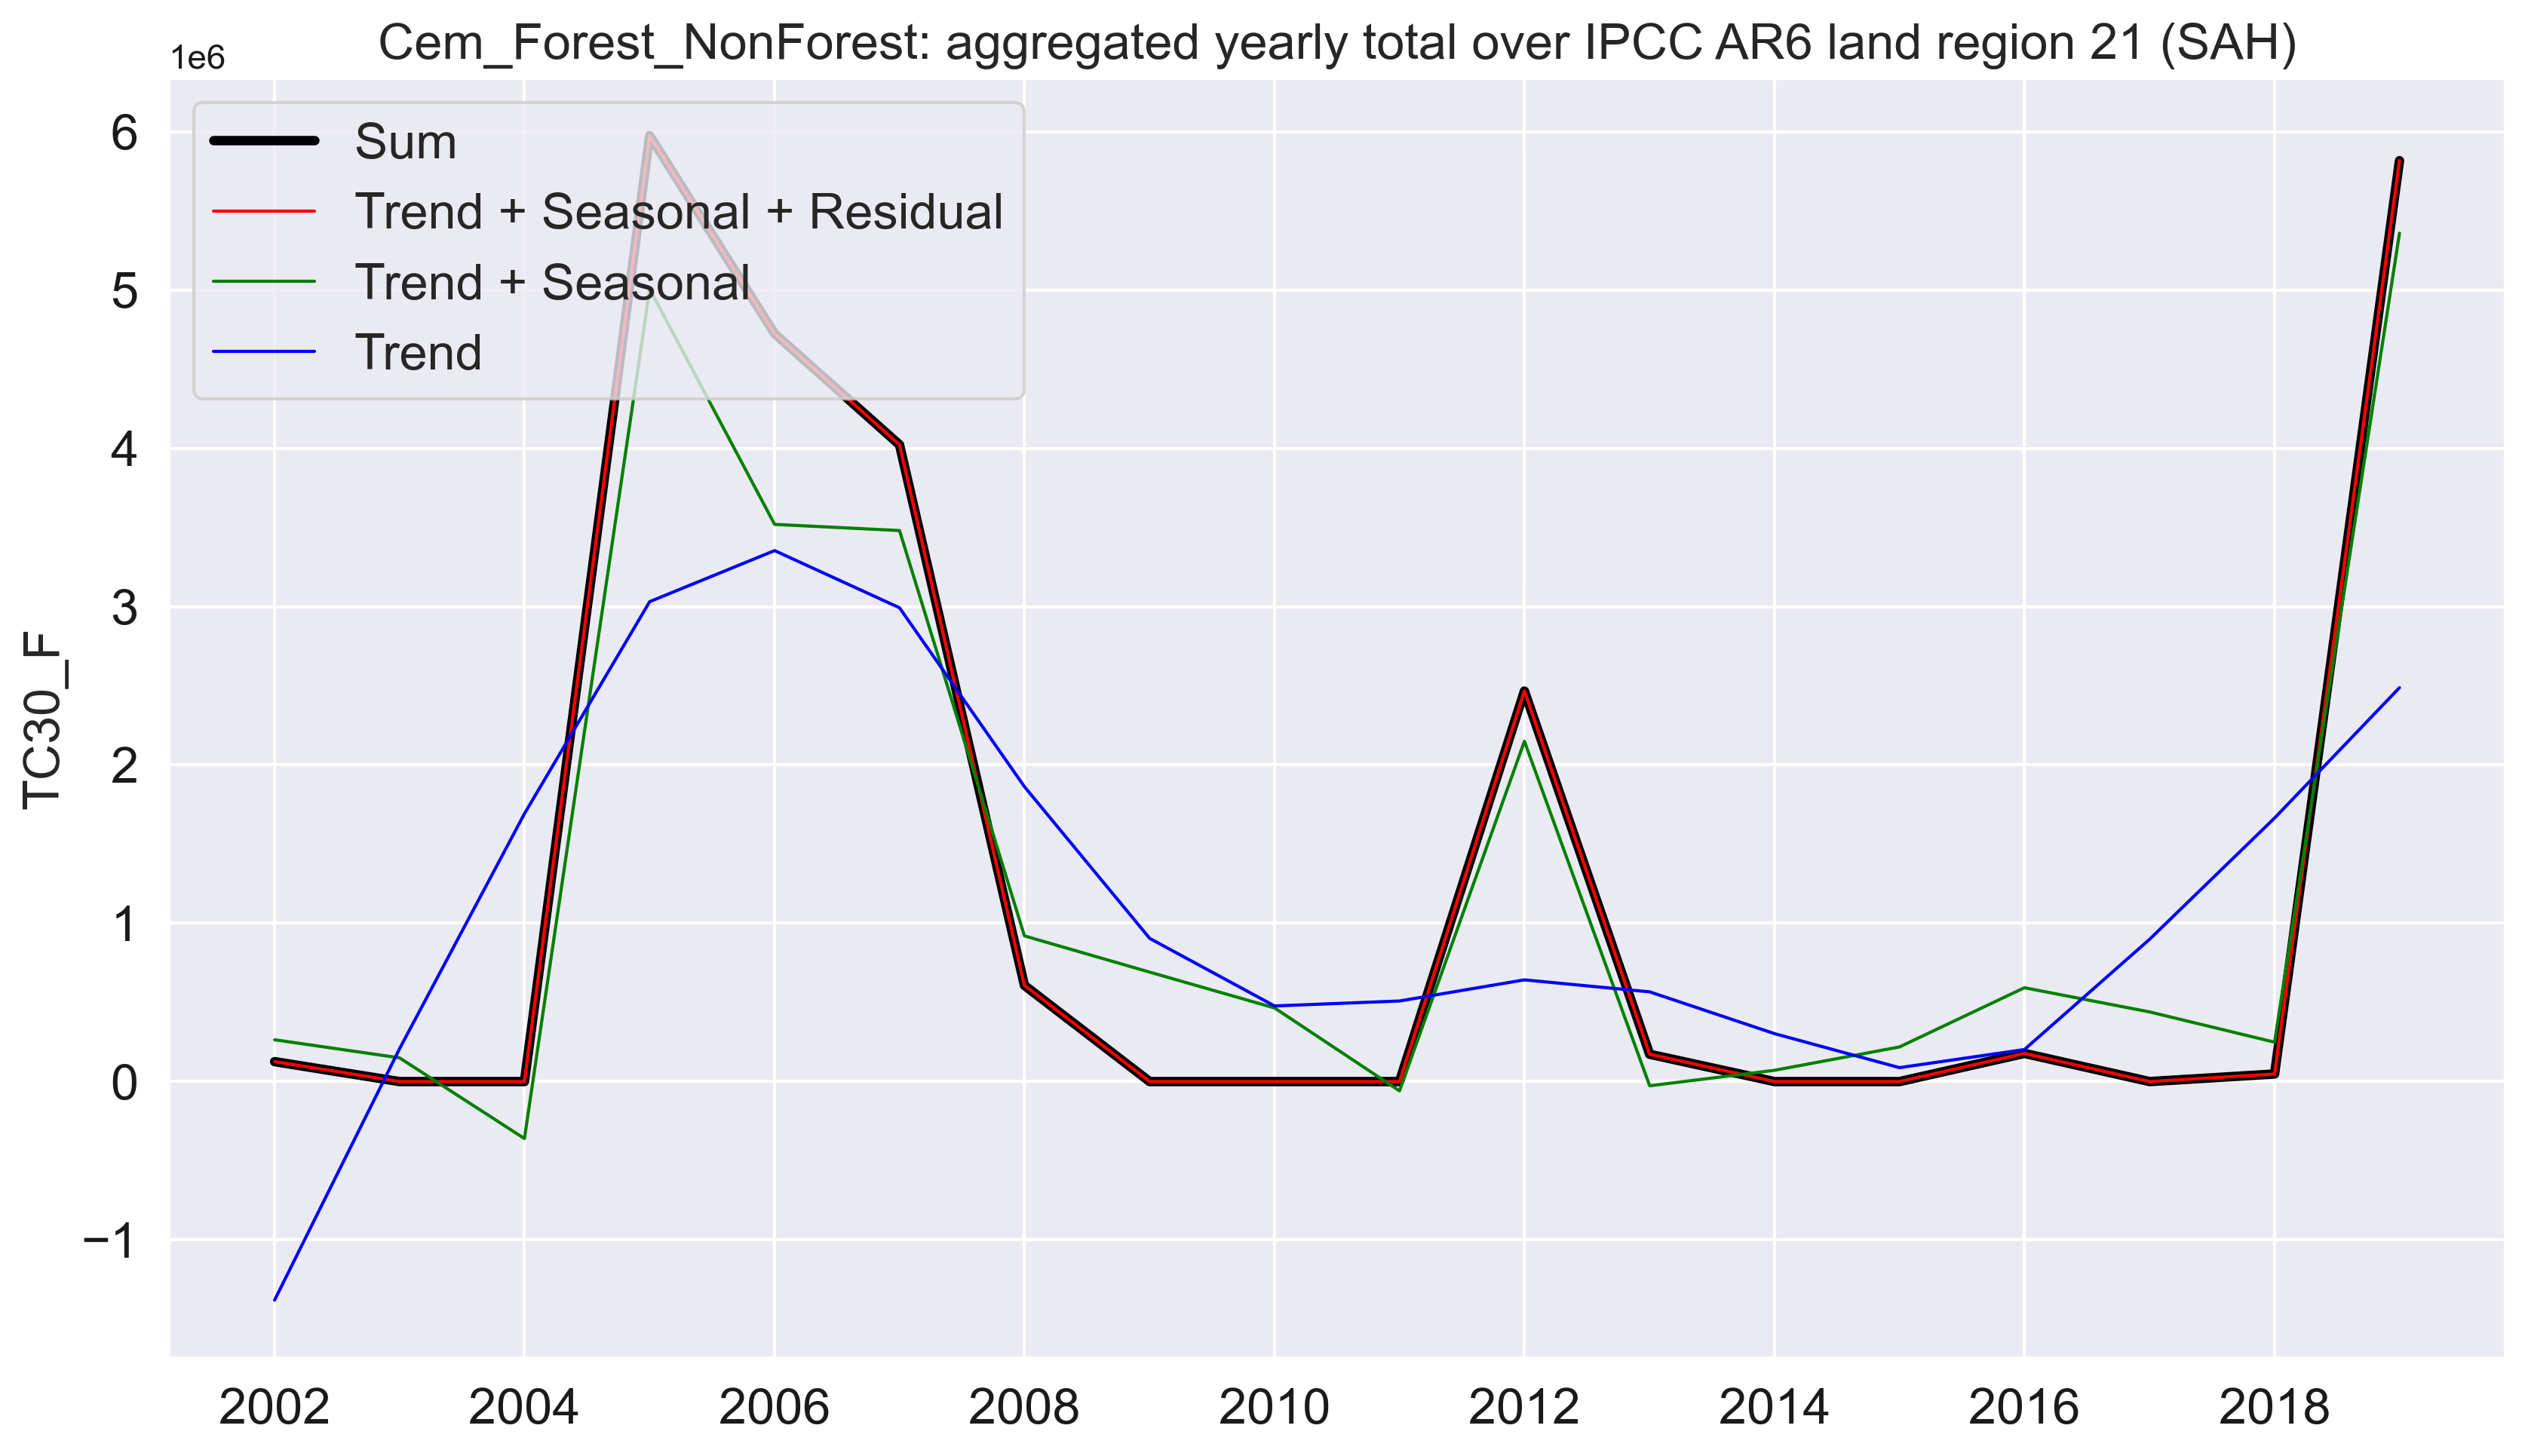 Cem_Forest_NonForest: aggregated yearly total over IPCC AR6 land region 21 (SAH)
1e6
Sum
Trend + Seasonal + Residual
Trend + Seasonal
Trend
6
5
4
3
2
1
0
−1
TC30_F
2002 2004 2006 2008 2010 2012 2014 2016 2018